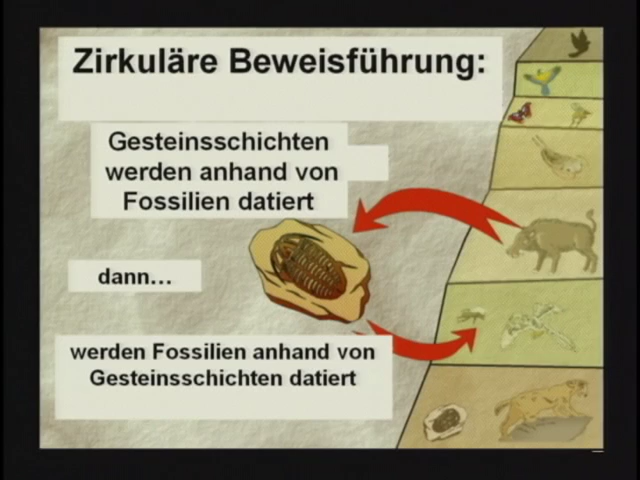 Zirkuläre Beweisführung:
Gesteinsschichten
werden anhand von
Fossilien datiert
dann...
werden Fossilien anhand von
Gesteinsschichten datiert